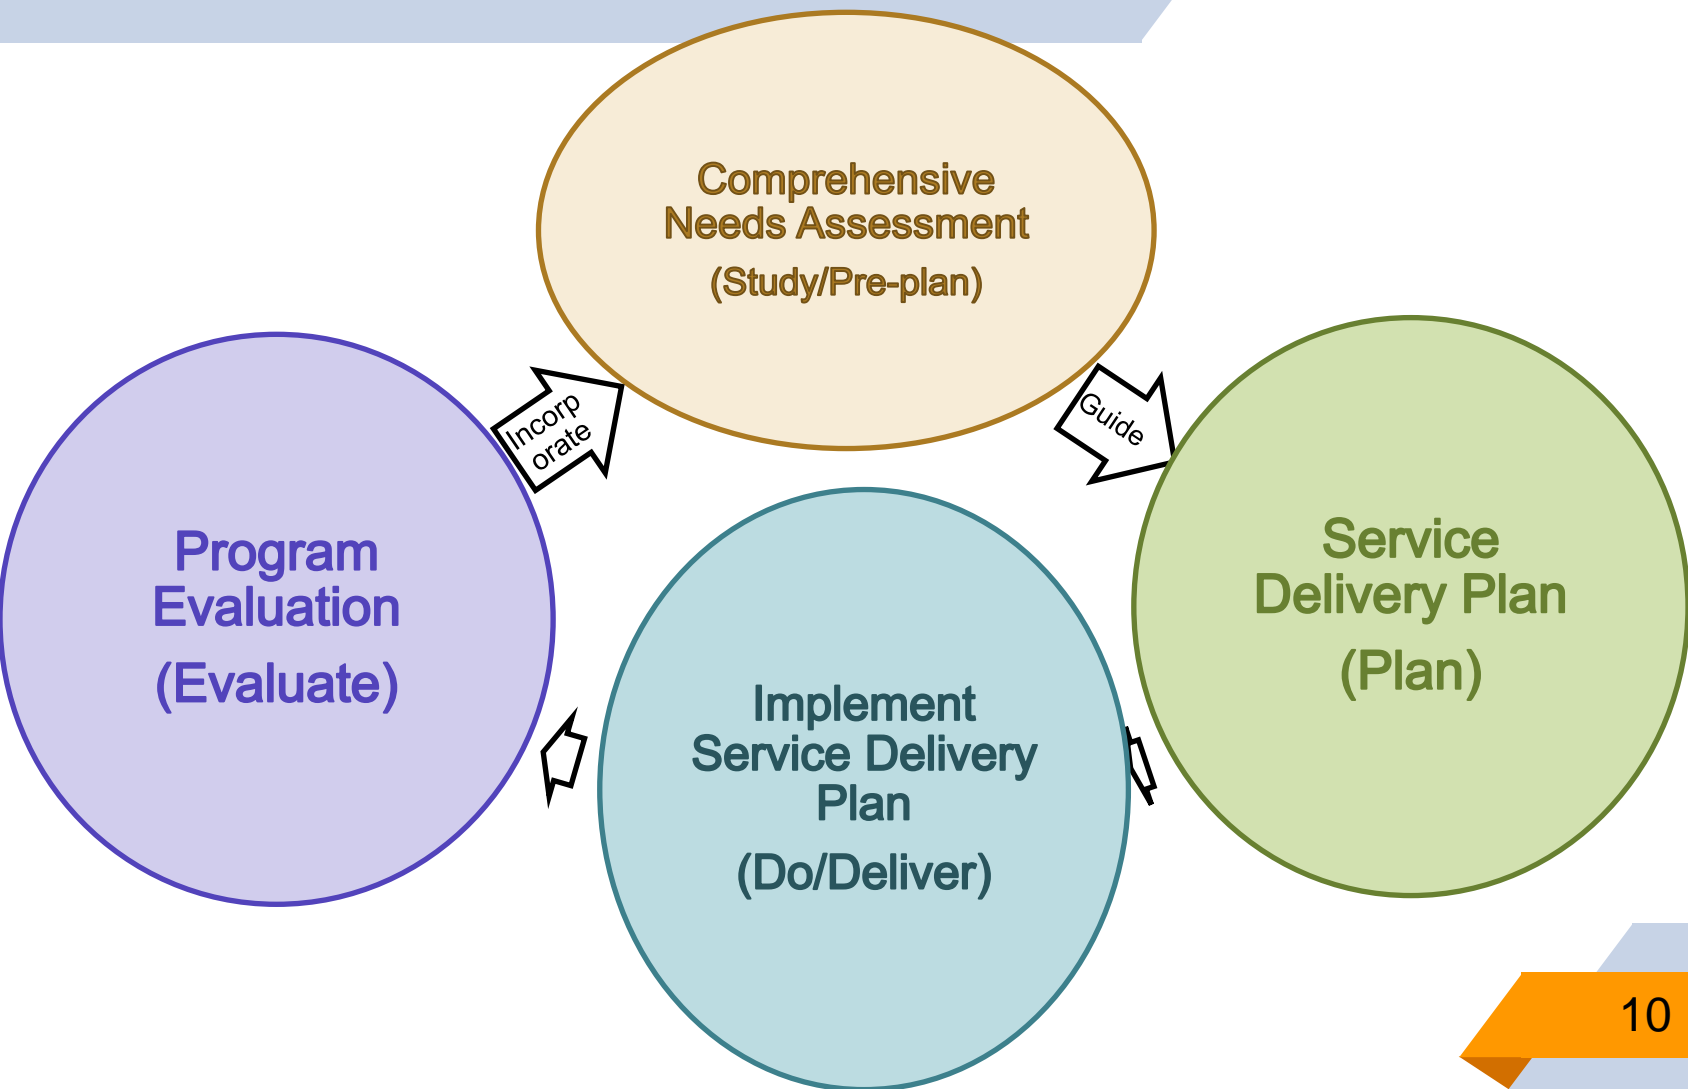 Comprehensive
Needs Assessment
(Study/Pre-plan)
Incorp
orate
Guide
Program
Evaluation
(Evaluate)
Service
Delivery Plan
(Plan)
Implement
Service Delivery
Plan
(Do/Deliver)
10